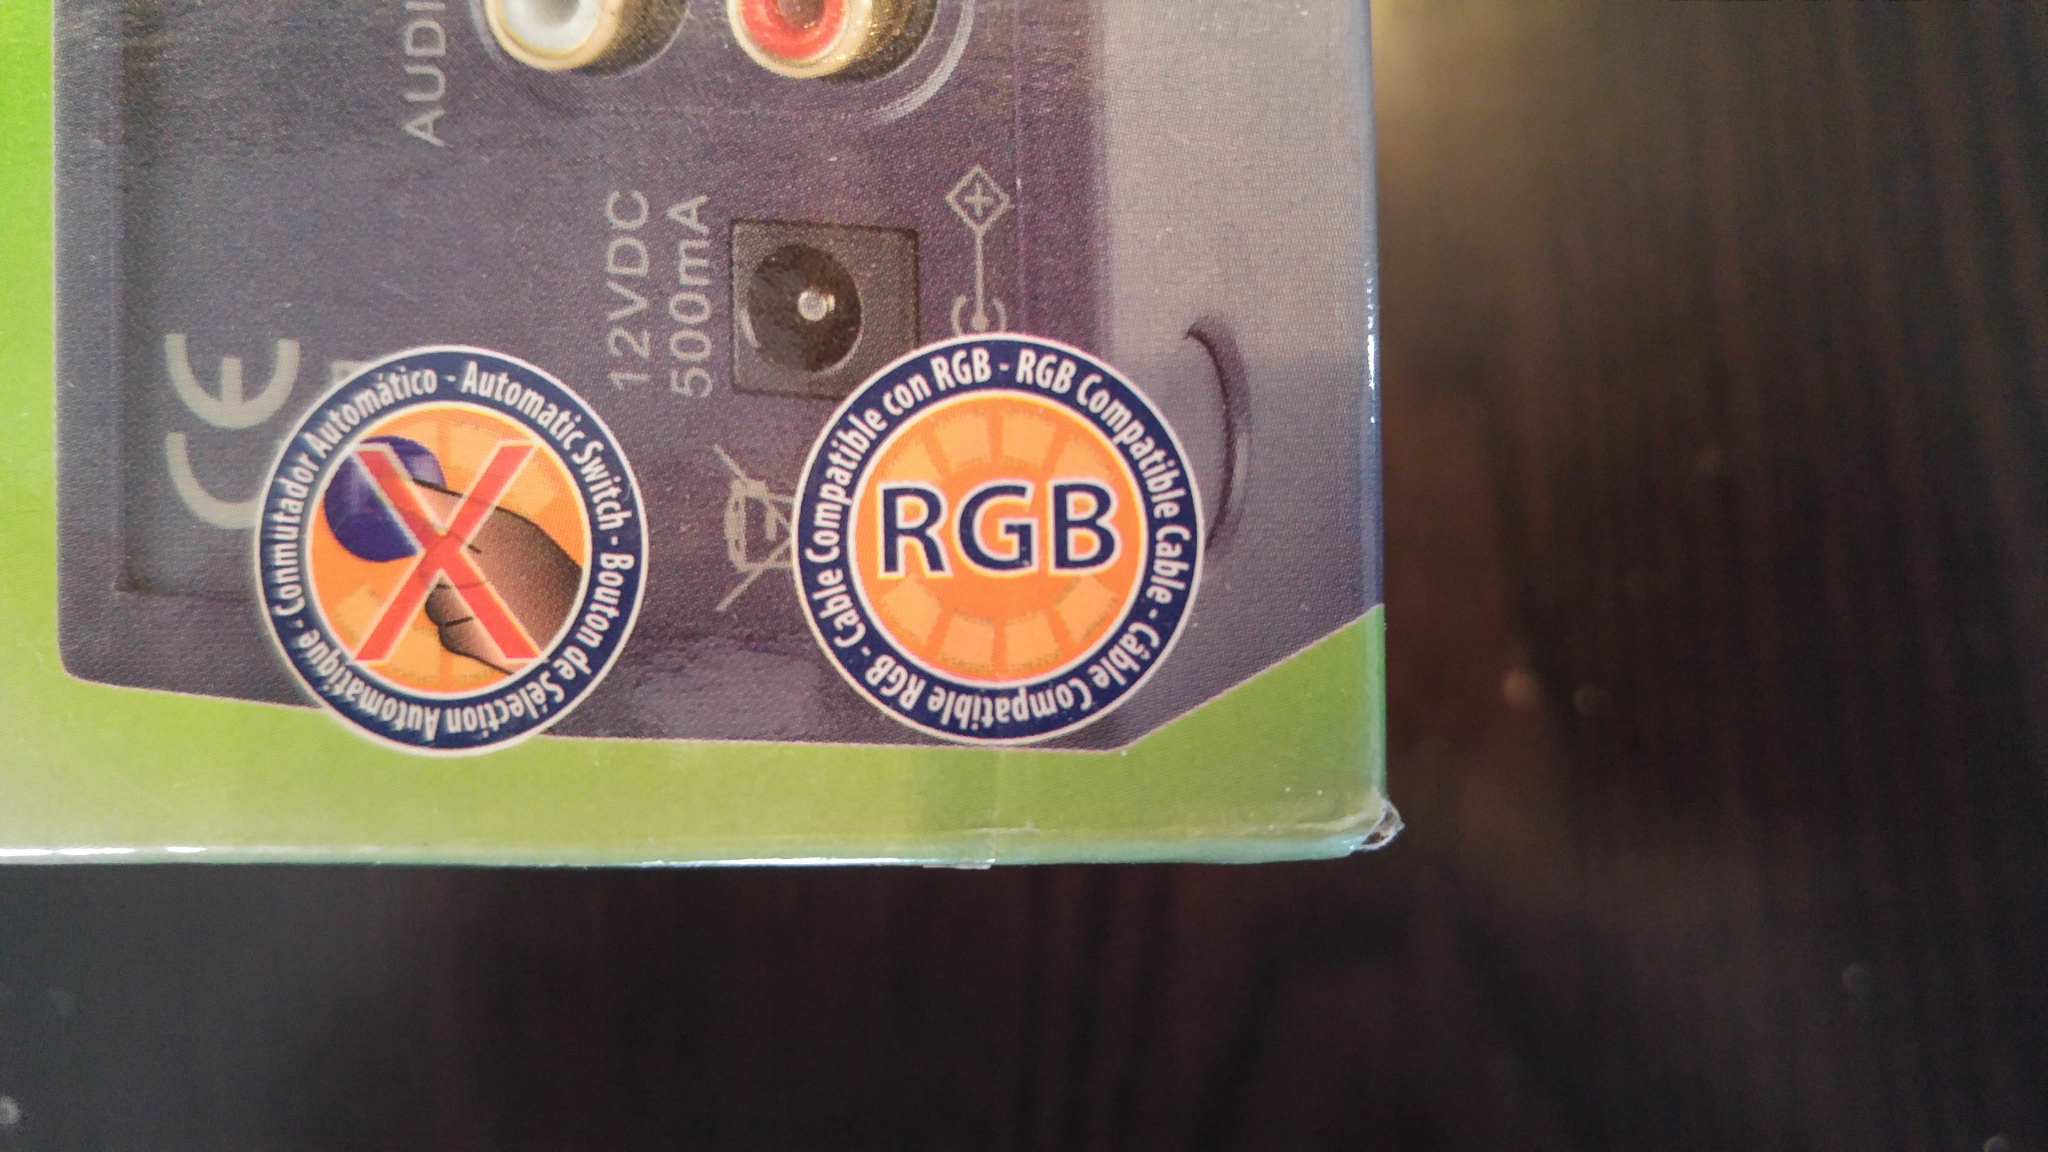 AUDI
12VDC
500mA
CE
Conmutador Automático - Automatic Switch - Bouton de Sélection Automatique -
RGB
Cable Compatible con RGB - RGB Compatible Cable - Câble Compatible RGB -